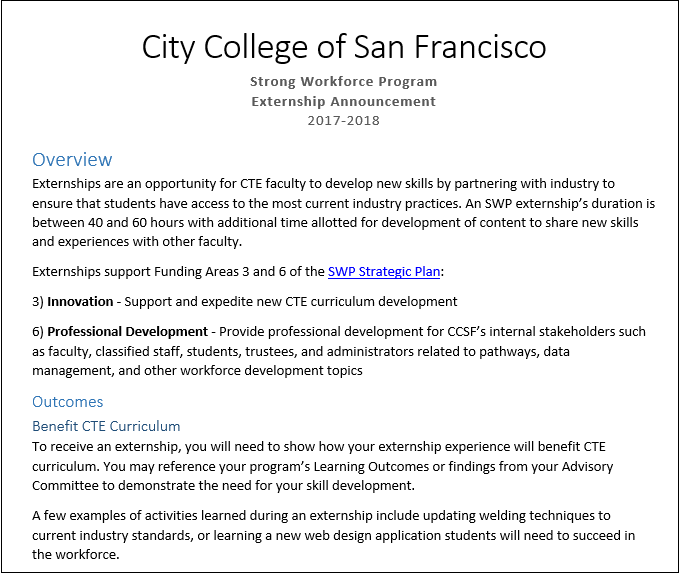 City College of San Francisco
Strong Workforce Program
Externship Announcement
2017-2018
Overview
Externships are an opportunity for CTE faculty to develop new skills by partnering with industry to
ensure that students have access to the most current industry practices. An SWP externship's duration is
between 40 and 60 hours with additional time allotted for development of content to share new skills
and experiences with other faculty.
Externships support Funding Areas 3 and 6 of the SWP Strategic Plan:
3) Innovation - Support and expedite new CTE curriculum development
6) Professional Development - Provide professional development for CCSF's internal stakeholders such
as faculty, classified staff, students, trustees, and administrators related to pathways, data
management, and other workforce development topics
Outcomes
Benefit CTE Curriculum
To receive an externship, you will need to show how your externship experience will benefit CTE
curriculum. You may reference your program's Learning Outcomes or findings from your Advisory
Committee to demonstrate the need for your skill development.
A few examples of activities learned during an externship include updating welding techniques to
current industry standards, or learning a new web design application students will need to succeed in
the workforce.